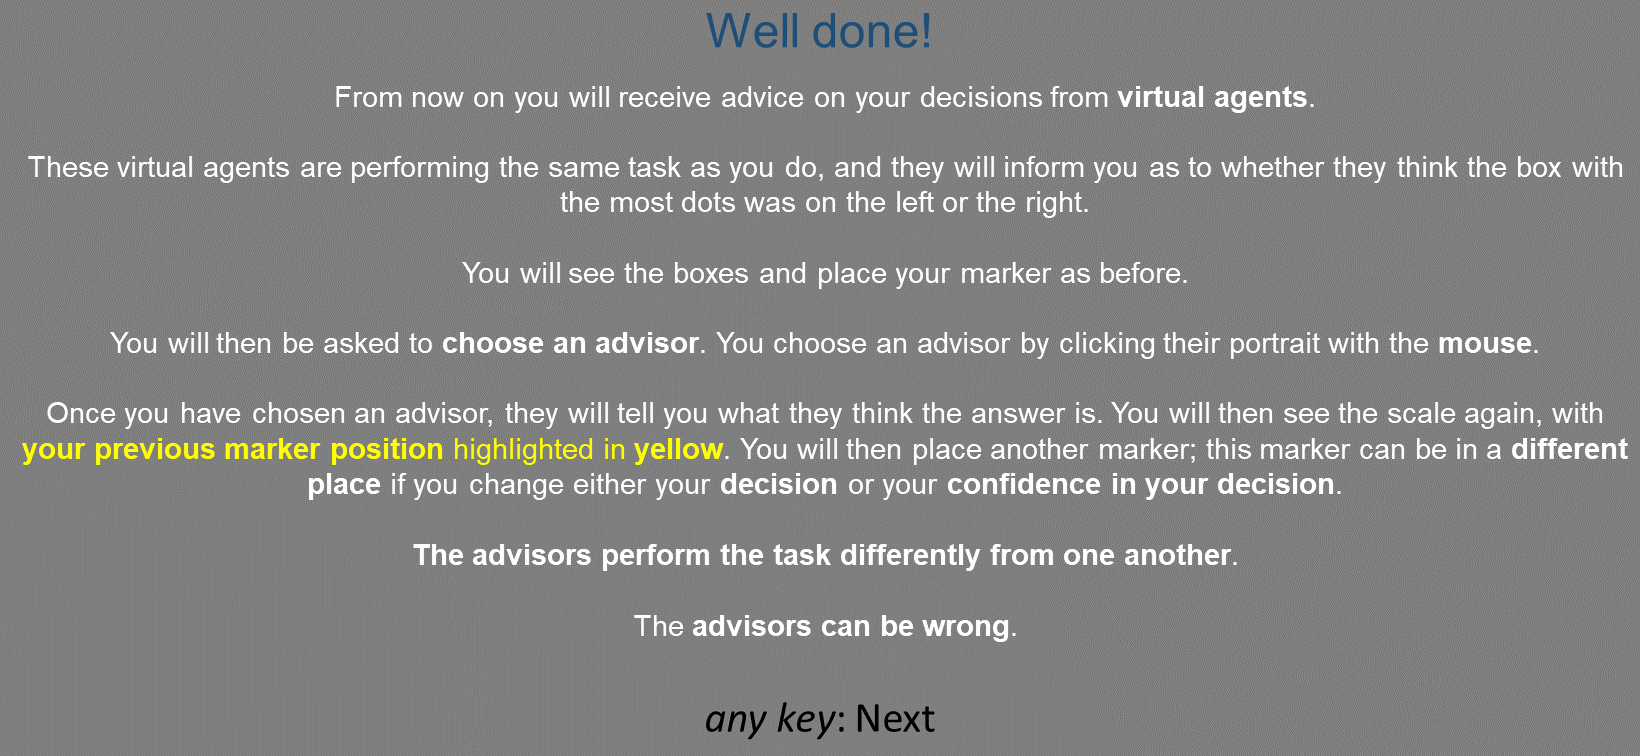 Well done!
From now on you will receive advice on your decisions from virtual agents.
These virtual agents are performing the same task as you do, and they will inform you as to whether they think the box with
the most dots was on the left or the right.
You will see the boxes and place your marker as before.
You will then be asked to choose an advisor. You choose an advisor by clicking their portrait with the mouse.
Once you have chosen an advisor, they will tell you what they think the answer is. You will then see the scale again, with
your previous marker position highlighted in yellow. You will then place another marker; this marker can be in a different
place if you change either your decision or your confidence in your decision.
The advisors perform the task differently from one another.
The advisors can be wrong.
any key: Next